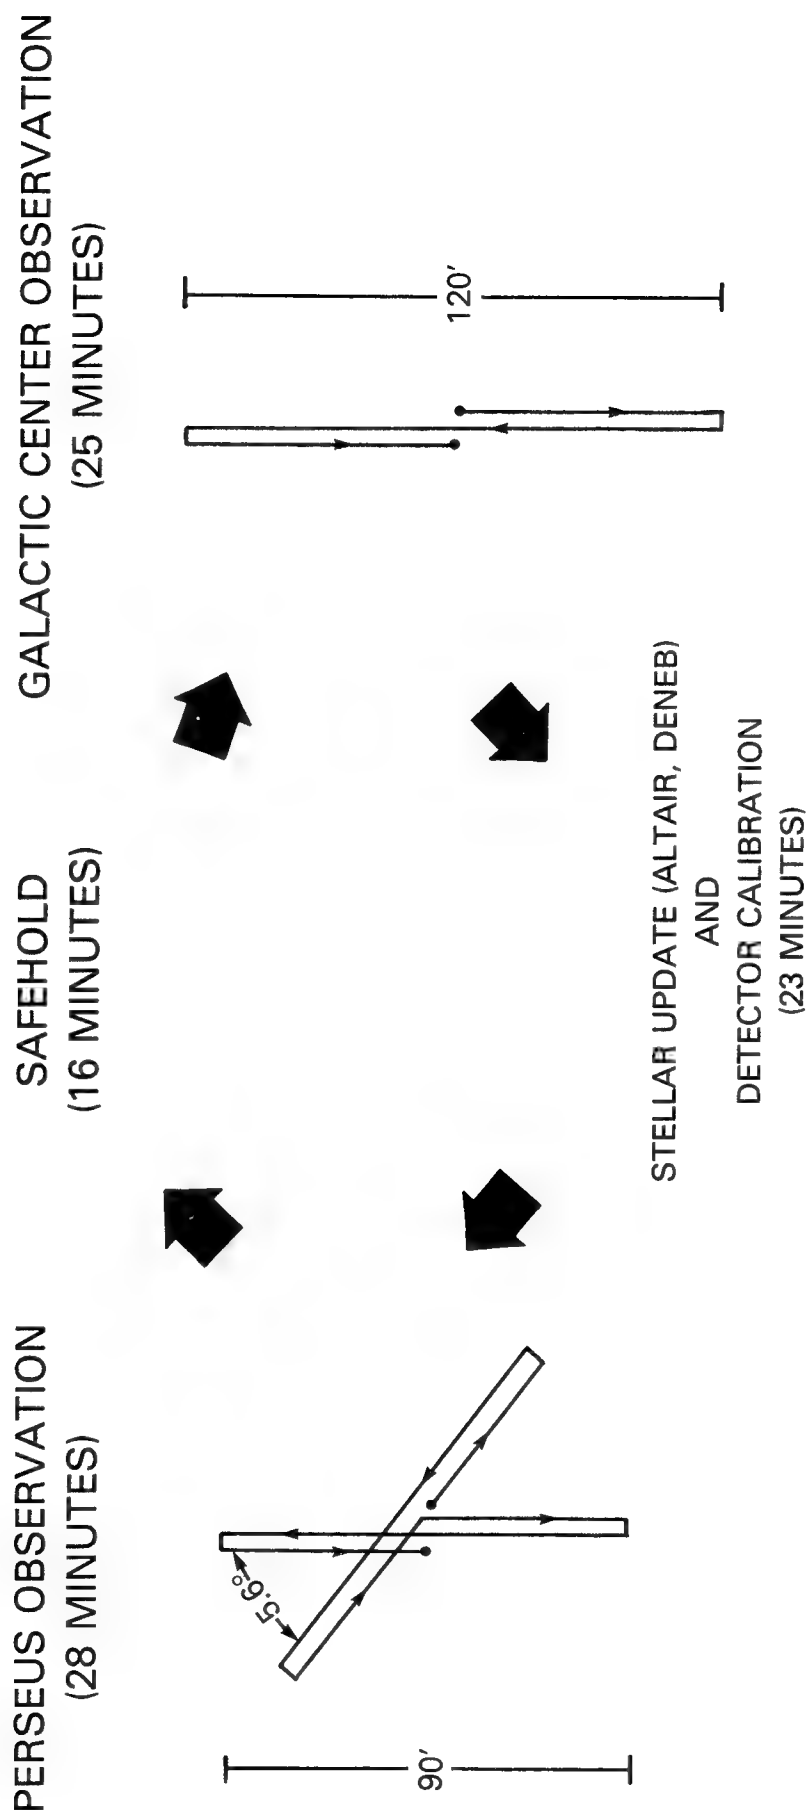 PERSEUS OBSERVATION
(28 MINUTES)
SAFEHOLD
(16 MINUTES)
GALACTIC CENTER OBSERVATION
(25 MINUTES)
90′
5.6°
120′
STELLAR UPDATE (ALTAIR, DENEB)
AND
DETECTOR CALIBRATION
(23 MINUTES)